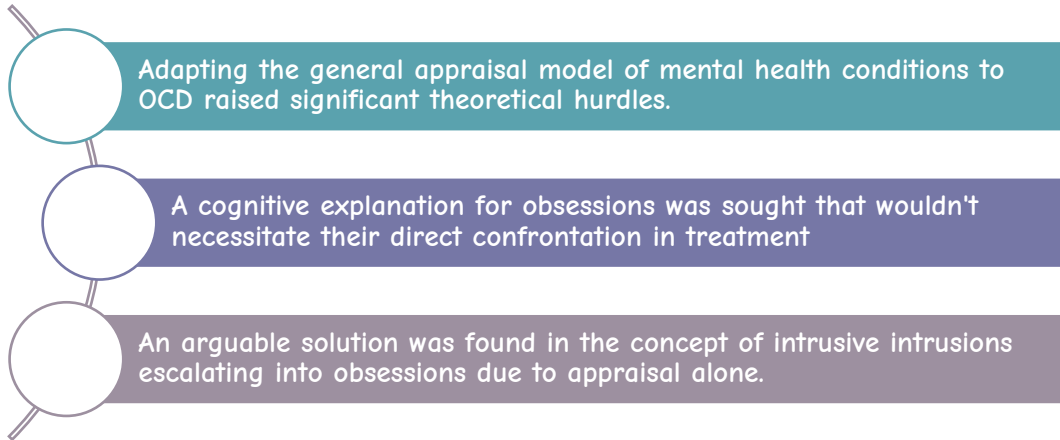 Adapting the general appraisal model of mental health conditions to
OCD raised significant theoretical hurdles.
A cognitive explanation for obsessions was sought that wouldn't
necessitate their direct confrontation in treatment
An arguable solution was found in the concept of intrusive intrusions
escalating into obsessions due to appraisal alone.